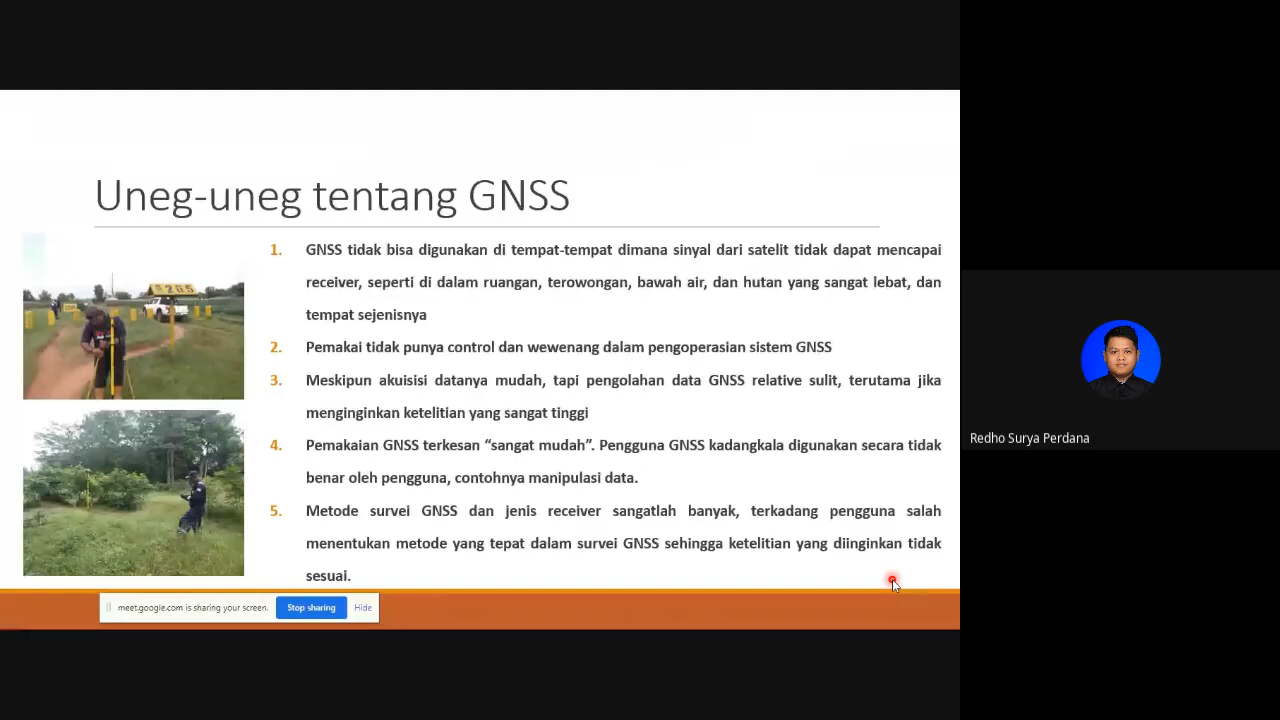 Uneg-uneg tentang GNSS
1. GNSS tidak bisa digunakan di tempat-tempat dimana sinyal dari satelit tidak dapat mencapai
receiver, seperti di dalam ruangan, terowongan, bawah air, dan hutan yang sangat lebat, dan
tempat sejenisnya
2. Pemakai tidak punya control dan wewenang dalam pengoperasian sistem GNSS
3. Meskipun akuisisi datanya mudah, tapi pengolahan data GNSS relative sulit, terutama jika
menginginkan ketelitian yang sangat tinggi
4. Pemakaian GNSS terkesan “sangat mudah”. Pengguna GNSS kadangkala digunakan secara tidak
benar oleh pengguna, contohnya manipulasi data.
5. Metode survei GNSS dan jenis receiver sangatlah banyak, terkadang pengguna salah
menentukan metode yang tepat dalam survei GNSS sehingga ketelitian yang diinginkan tidak
sesuai.
meet.google.com is sharing your screen. Stop sharing Hide
Redho Surya Perdana